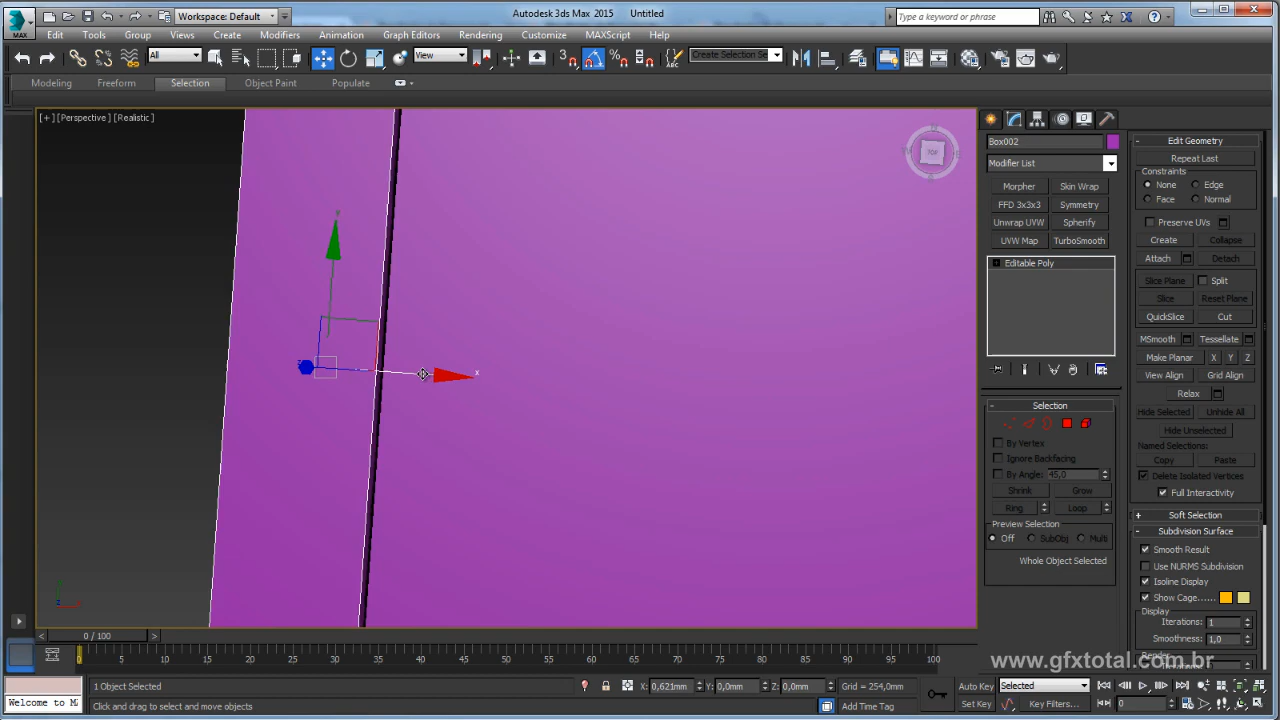 Workspace: Default
Autodesk 3ds Max 2015 Untitled
Type a keyword or phrase
MAX
Edit Tools Group Views Create Modifiers Animation Graph Editors Rendering Customize MAXScript Help
All
View
Create Selection Se
Modeling Freeform Selection Object Paint Populate
[+] [Perspective] [Realistic]
TOP
y
x
Box002
Modifier List
Morpher Skin Wrap
FFD 3x3x3 Symmetry
Unwrap UVW Spherify
UVW Map TurboSmooth
Editable Poly
Selection
By Vertex
Ignore Backfacing
By Angle: 45,0
Shrink Grow
Ring Loop
Preview Selection
Off SubObj Multi
Whole Object Selected
Edit Geometry
Repeat Last
Constraints
None Edge
Face Normal
Preserve UVs
Create Collapse
Attach Detach
Slice Plane Split
Slice Reset Plane
QuickSlice Cut
MSmooth Tessellate
Make Planar X Y Z
View Align Grid Align
Relax
Hide Selected Unhide All
Hide Unselected
Named Selections:
Copy Paste
Delete Isolated Vertices
Full Interactivity
Soft Selection
Subdivision Surface
Smooth Result
Use NURMS Subdivision
Isoline Display
Show Cage......
Display
Iterations: 1
Smoothness: 1,0
Render
0 / 100
0 5 10 15 20 25 30 35 40 45 50 55 60 65 70 75 80 85 90 95 100
www.gfxtotal.com.br
1 Object Selected
X: 0,621mm Y: 0,0mm Z: 0,0mm Grid = 254,0mm
Auto Key Selected
Welcome to M
Click and drag to select and move objects
Add Time Tag
Set Key Key Filters... 0